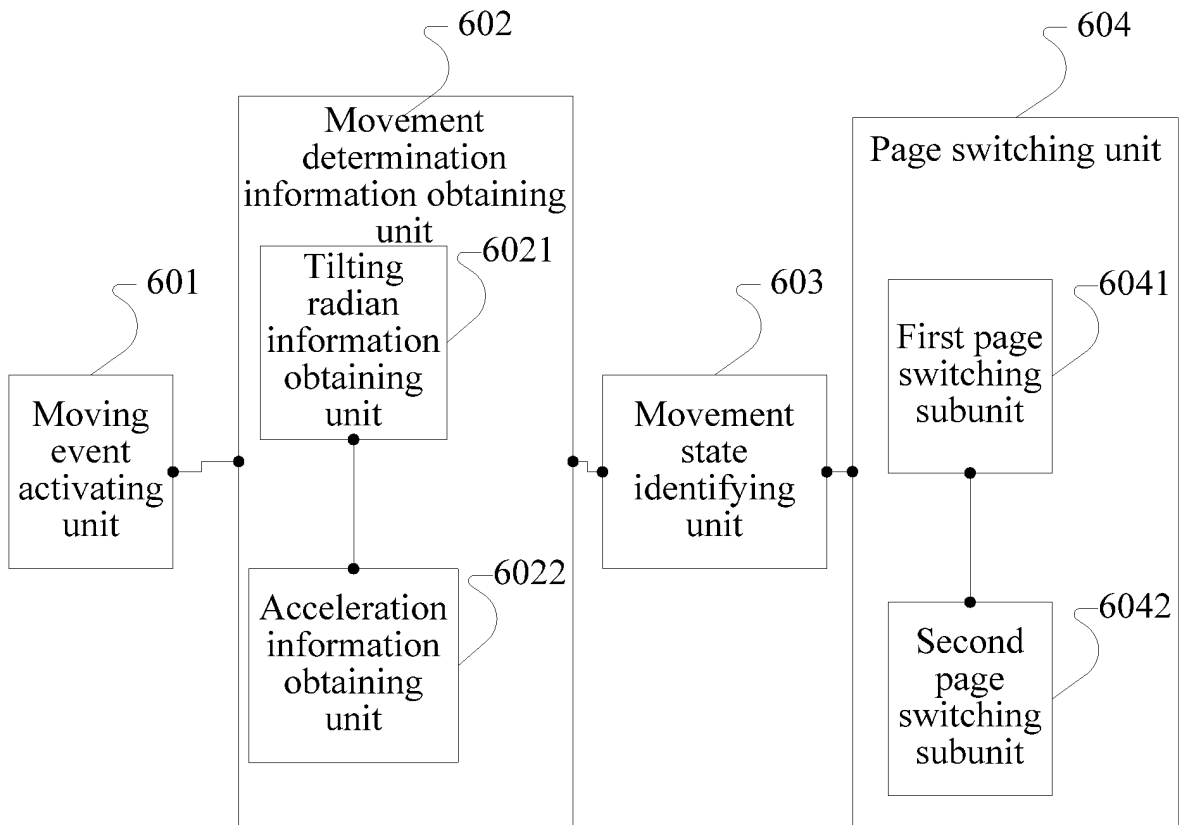 602
604
Movement
determination
information obtaining
unit
Page switching unit
601
6021
Tilting
radian
information
obtaining
unit
603
6041
First page
switching
subunit
Moving
event
activating
unit
Movement
state
identifying
unit
6022
Acceleration
information
obtaining
unit
6042
Second
page
switching
subunit